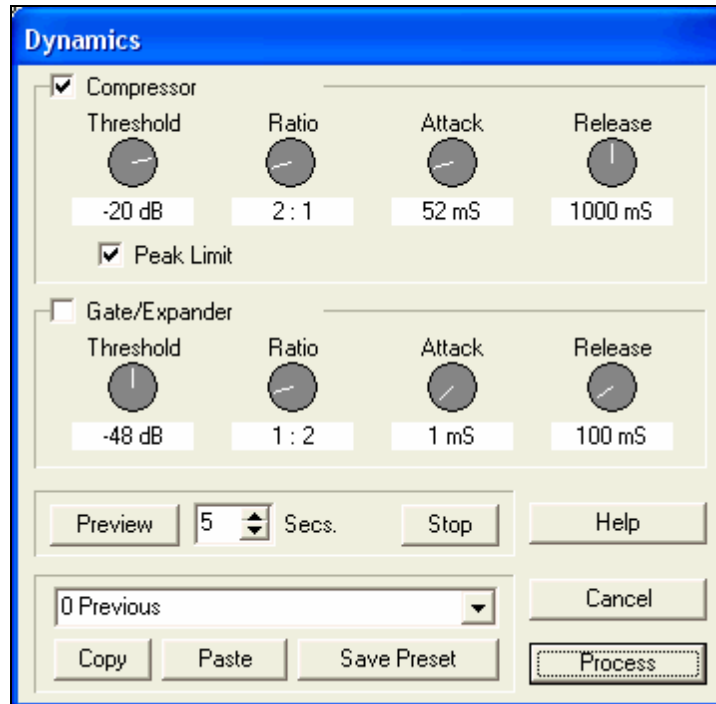 Dynamics
Compressor
Threshold Ratio Attack Release
-20 dB 2 : 1 52 mS 1000 mS
Peak Limit
Gate/Expander
Threshold Ratio Attack Release
-48 dB 1 : 2 1 mS 100 mS
Preview 5 Secs. Stop Help
0 Previous Cancel
Copy Paste Save Preset Process